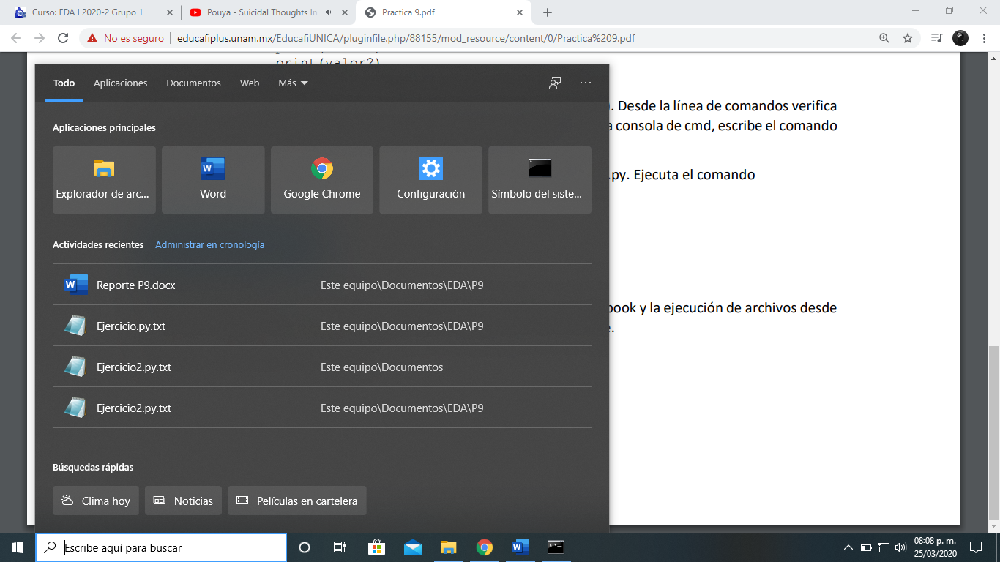 Curso: EDA I 2020-2 Grupo 1
Pouya - Suicidal Thoughts In
Practica 9.pdf
No es seguro
educafiplus.unam.mx/EducafiUNICA/pluginfile.php/88155/mod_resource/content/0/Practica%209.pdf
print(valor2)
Todo
Aplicaciones
Documentos
Web
Más
. Desde la línea de comandos verifica
a consola de cmd, escribe el comando
.py. Ejecuta el comando
book y la ejecución de archivos desde
e.
Aplicaciones principales
Explorador de arc...
Word
Google Chrome
Configuración
Símbolo del siste...
Actividades recientes
Administrar en cronología
Reporte P9.docx
Este equipo\Documentos\EDA\P9
Ejercicio.py.txt
Este equipo\Documentos\EDA\P9
Ejercicio2.py.txt
Este equipo\Documentos
Ejercicio2.py.txt
Este equipo\Documentos\EDA\P9
Búsquedas rápidas
Clima hoy
Noticias
Películas en cartelera
Escribe aquí para buscar
08:08 p. m.
25/03/2020